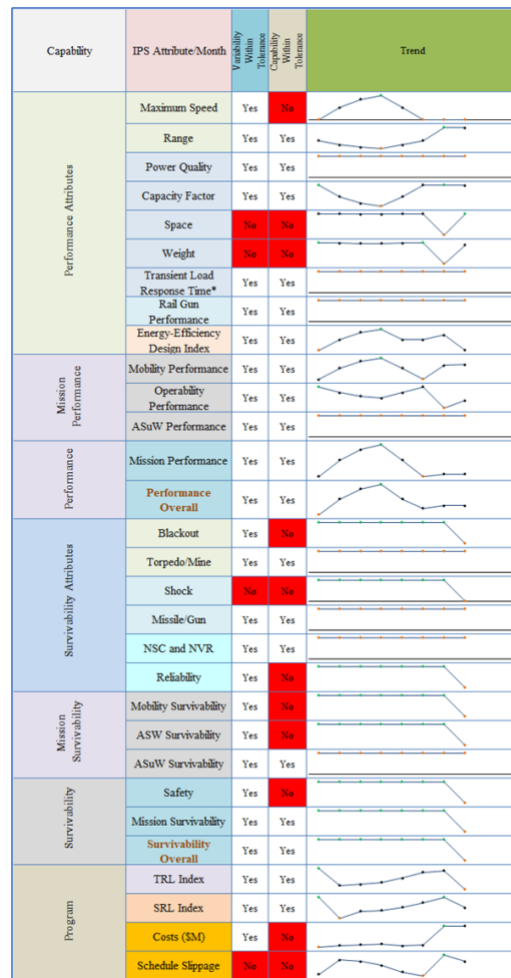 Capability
IPS Attribute/Month
Variability
Within
Tolerance
Capability
Within
Tolerance
Trend
Performance Attributes
Maximum Speed
Yes
No
Range
Yes
Yes
Power Quality
Yes
Yes
Capacity Factor
Yes
Yes
Space
No
No
Weight
No
No
Transient Load
Response Time*
Yes
Yes
Rail Gun
Performance
Yes
Yes
Energy-Efficiency
Design Index
Yes
Yes
Mission
Performance
Mobility Performance
Yes
Yes
Operability
Performance
Yes
Yes
ASuW Performance
Yes
Yes
Performance
Mission Performance
Yes
Yes
Performance
Overall
Yes
Yes
Survivability Attributes
Blackout
Yes
No
Torpedo/Mine
Yes
Yes
Shock
No
No
Missile/Gun
Yes
Yes
NSC and NVR
Yes
Yes
Reliability
Yes
No
Mission
Survivability
Mobility Survivability
Yes
No
ASW Survivability
Yes
No
ASuW Survivability
Yes
Yes
Survivability
Safety
Yes
No
Mission Survivability
Yes
Yes
Survivability
Overall
Yes
Yes
Program
TRL Index
Yes
Yes
SRL Index
Yes
Yes
Costs ($M)
Yes
No
Schedule Slippage
No
No